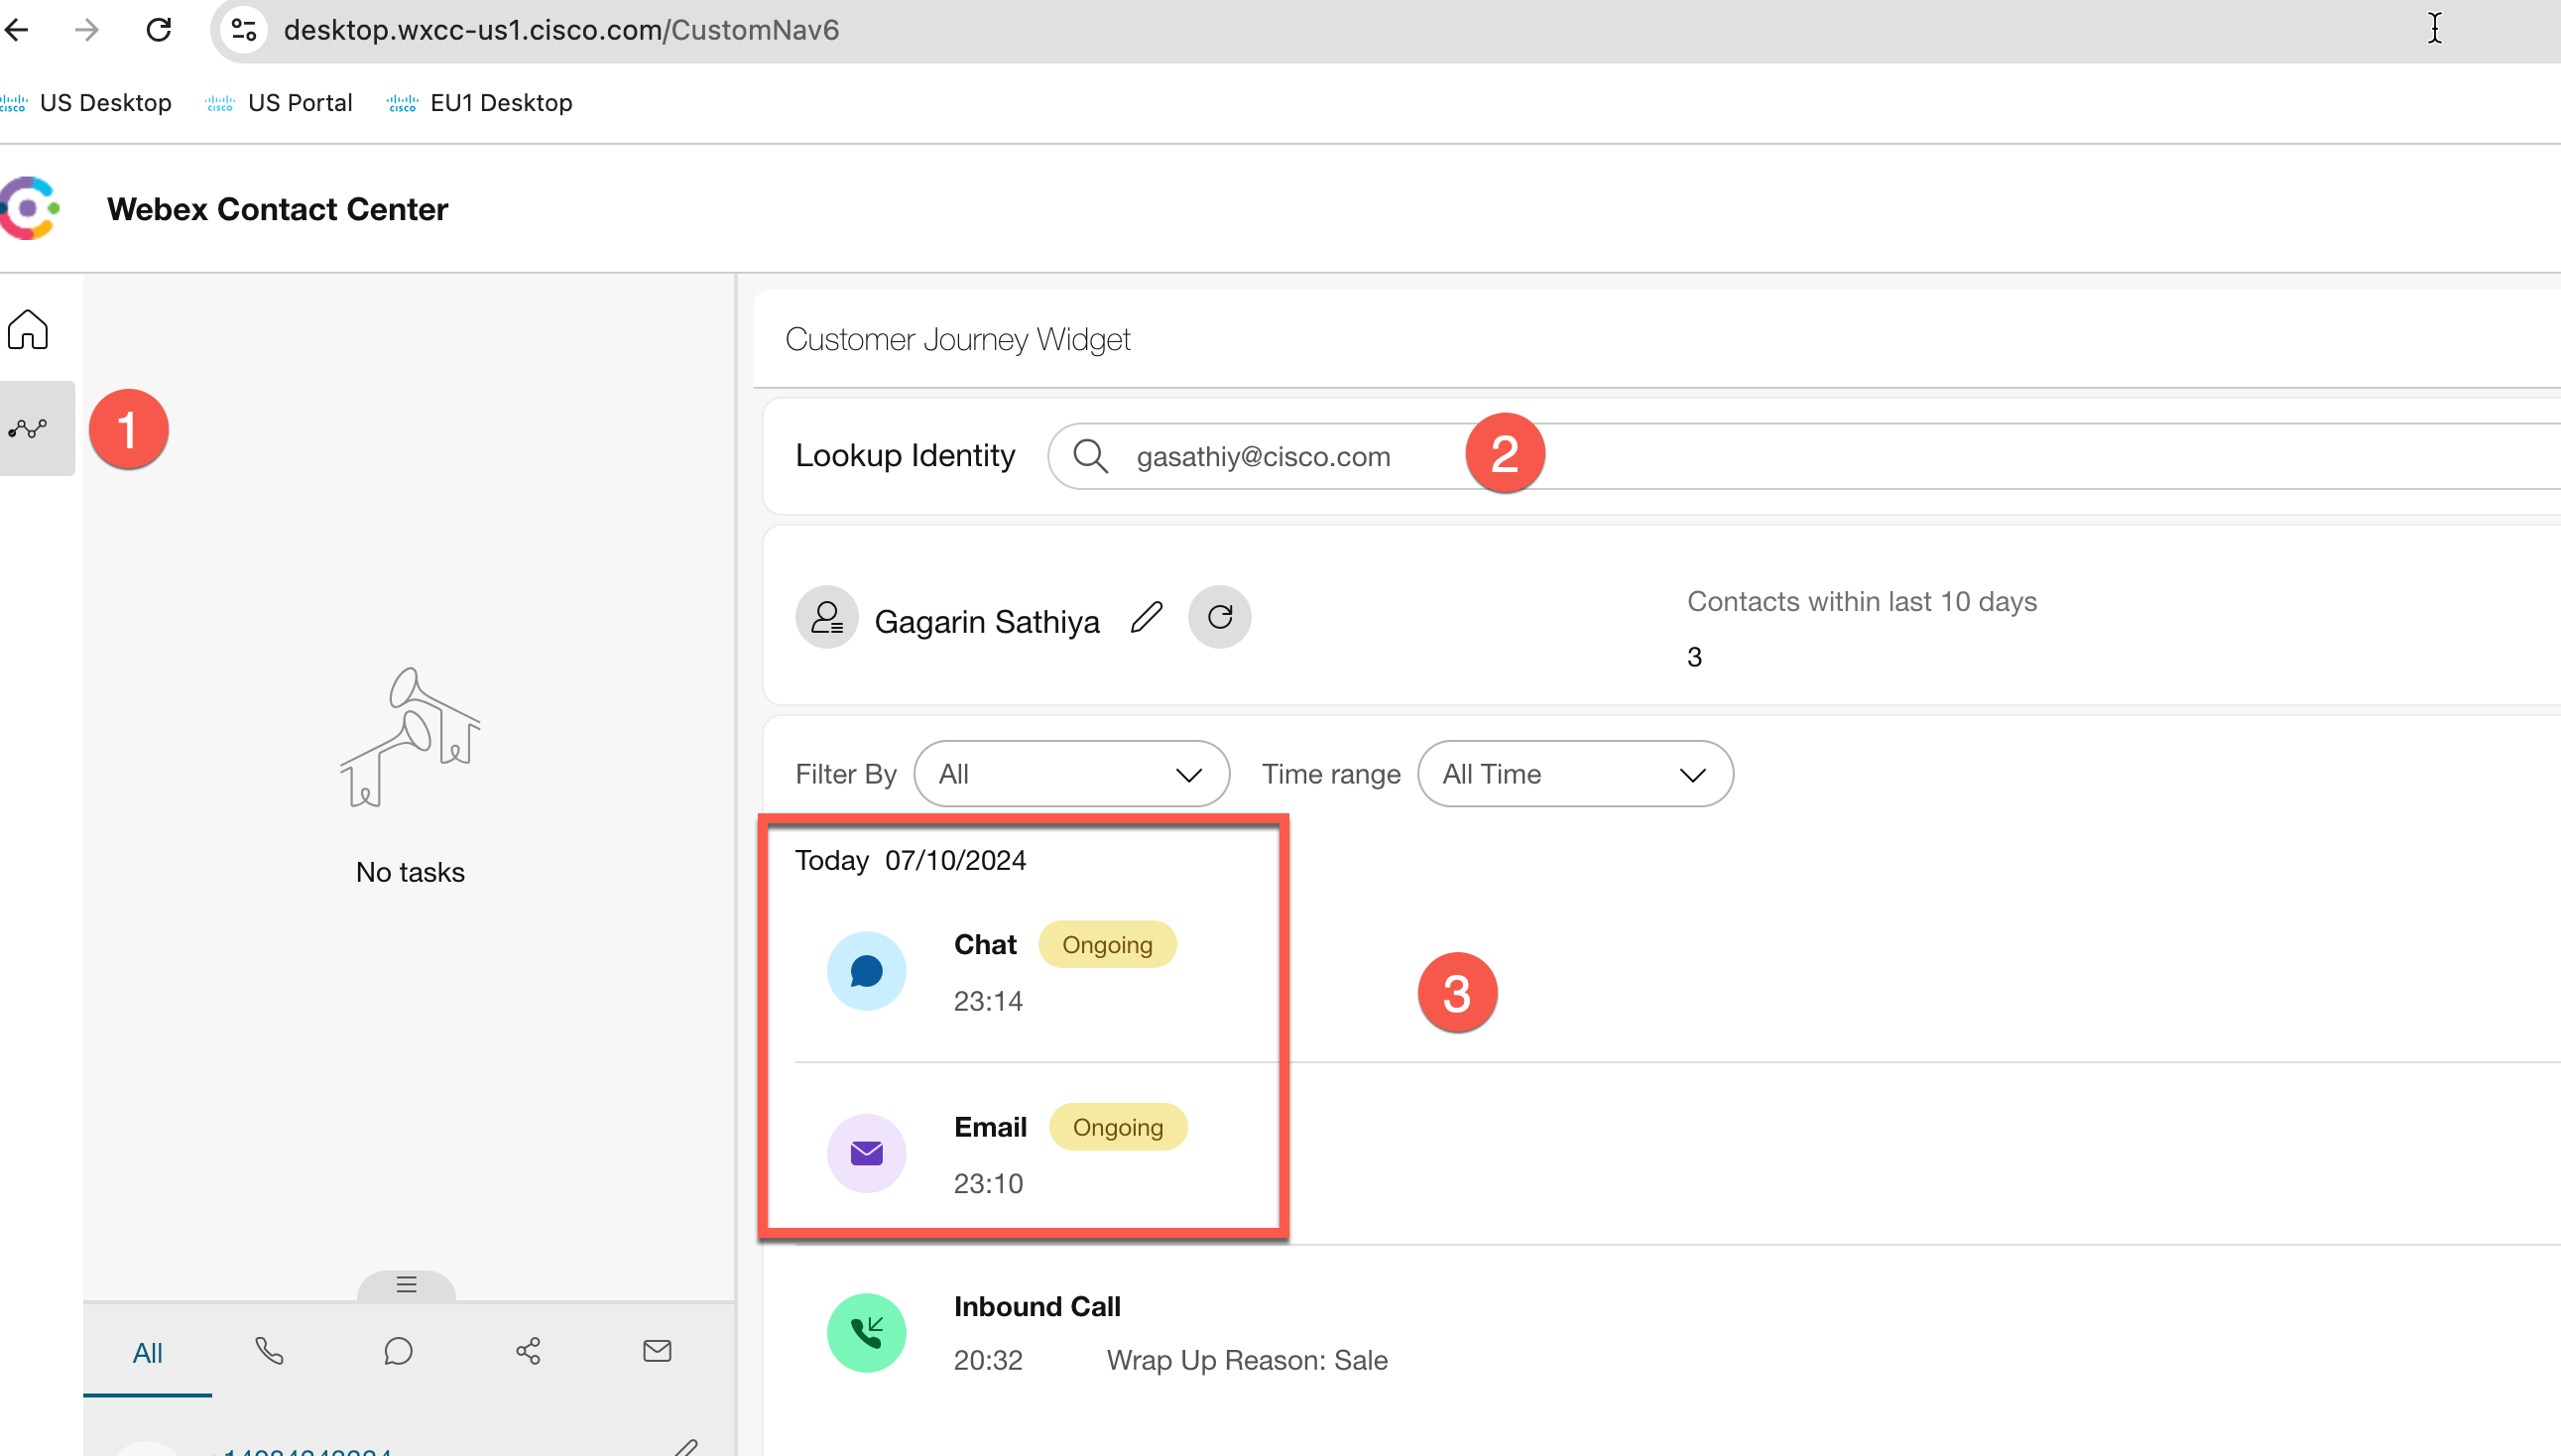 desktop.wxcc-us1.cisco.com/CustomNav6
CISCO US Desktop CISCO US Portal CISCO EU1 Desktop
Webex Contact Center
Customer Journey Widget
1
Lookup Identity gasathiy@cisco.com 2
Gagarin Sathiya
Contacts within last 10 days
3
Filter By All Time range All Time
Today 07/10/2024
Chat Ongoing
23:14
3
Email Ongoing
23:10
No tasks
Inbound Call
20:32 Wrap Up Reason: Sale
All